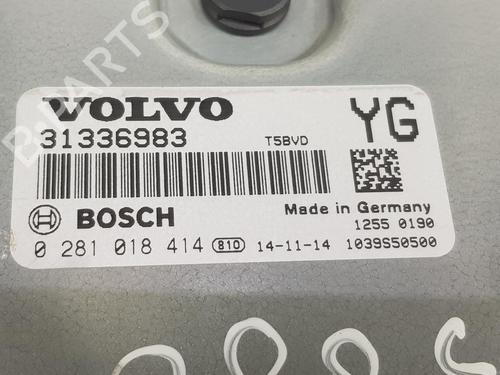 B-PARTS
VOLVO
31336983
T5BVD
YG
BOSCH
Made in Germany
1255 0190
0 281 018 414 810 14-11-14 1039S50500